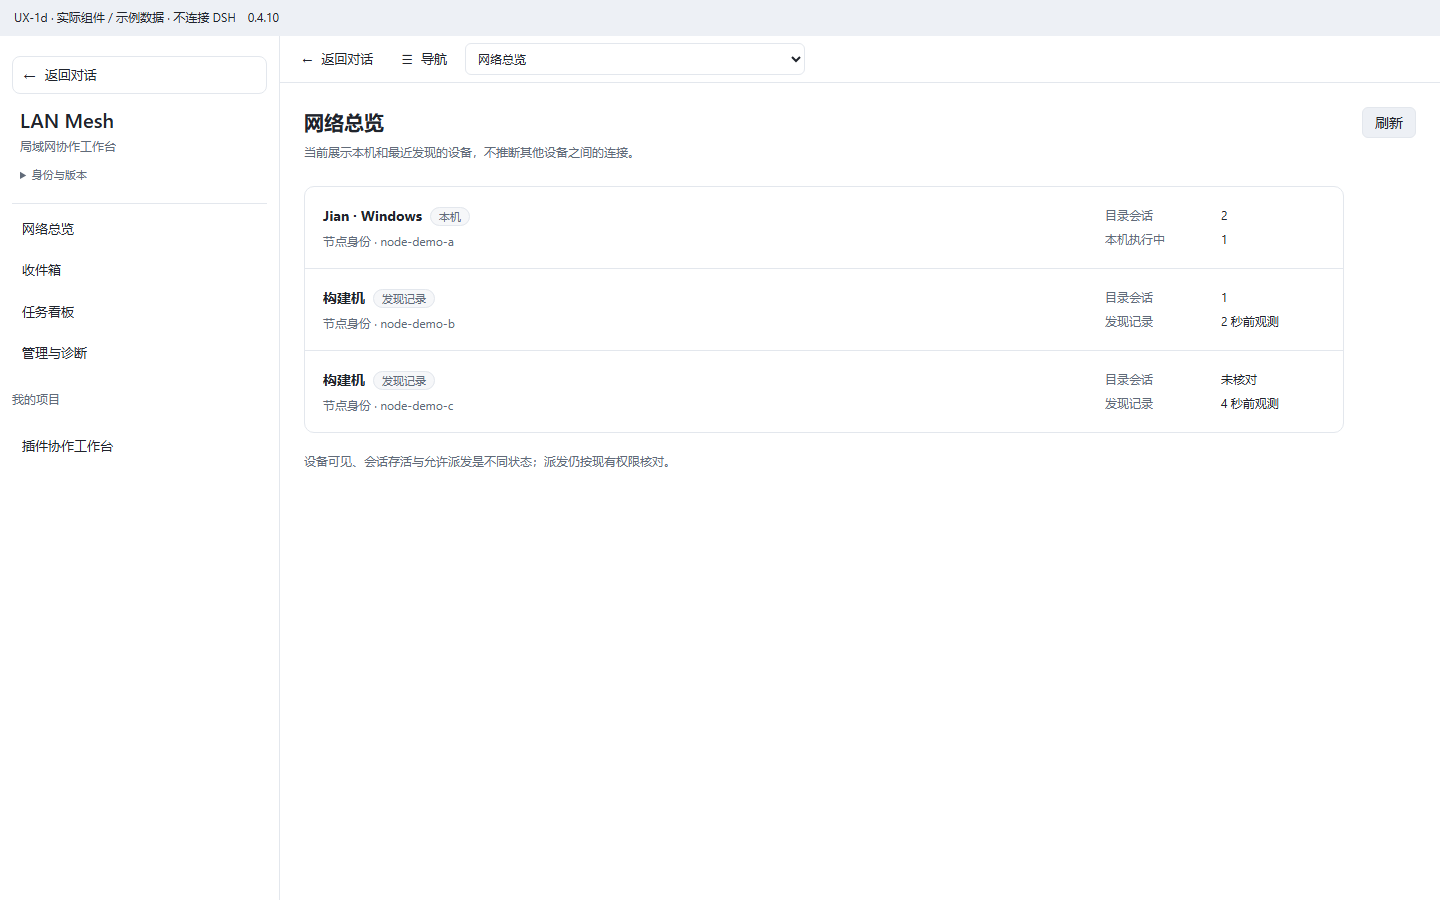 UX-1d · 实际组件 / 示例数据 · 不连接 DSH 0.4.10
← 返回对话
LAN Mesh
局域网协作工作台
▶ 身份与版本
网络总览
收件箱
任务看板
管理与诊断
我的项目
插件协作工作台
← 返回对话 ☰ 导航 网络总览
网络总览
刷新
当前展示本机和最近发现的设备，不推断其他设备之间的连接。
Jian · Windows 本机
节点身份 · node-demo-a
目录会话 2
本机执行中 1
构建机 发现记录
节点身份 · node-demo-b
目录会话 1
发现记录 2 秒前观测
构建机 发现记录
节点身份 · node-demo-c
目录会话 未核对
发现记录 4 秒前观测
设备可见、会话存活与允许派发是不同状态；派发仍按现有权限核对。